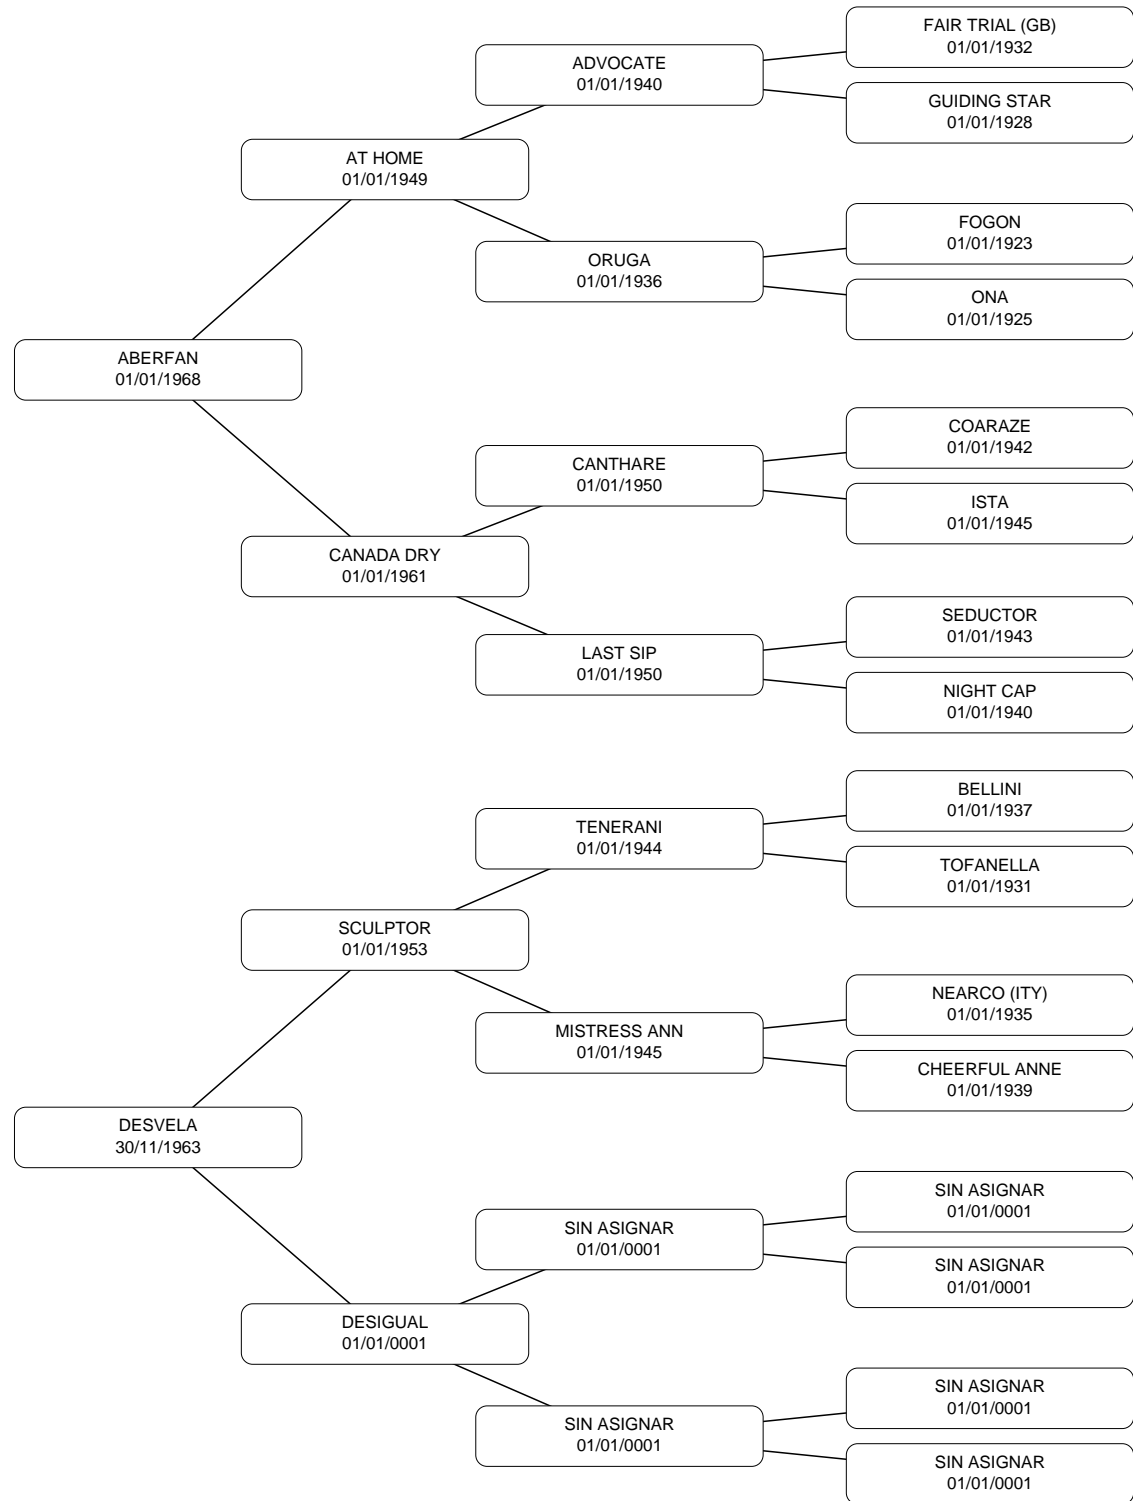 FAIR TRIAL (GB)
01/01/1932
ADVOCATE
01/01/1940
GUIDING STAR
01/01/1928
AT HOME
01/01/1949
FOGON
01/01/1923
ORUGA
01/01/1936
ONA
01/01/1925
ABERFAN
01/01/1968
COARAZE
01/01/1942
CANTHARE
01/01/1950
ISTA
01/01/1945
CANADA DRY
01/01/1961
SEDUCTOR
01/01/1943
LAST SIP
01/01/1950
NIGHT CAP
01/01/1940
BELLINI
01/01/1937
TENERANI
01/01/1944
TOFANELLA
01/01/1931
SCULPTOR
01/01/1953
NEARCO (ITY)
01/01/1935
MISTRESS ANN
01/01/1945
CHEERFUL ANNE
01/01/1939
DESVELA
30/11/1963
SIN ASIGNAR
01/01/0001
SIN ASIGNAR
01/01/0001
SIN ASIGNAR
01/01/0001
DESIGUAL
01/01/0001
SIN ASIGNAR
01/01/0001
SIN ASIGNAR
01/01/0001
SIN ASIGNAR
01/01/0001